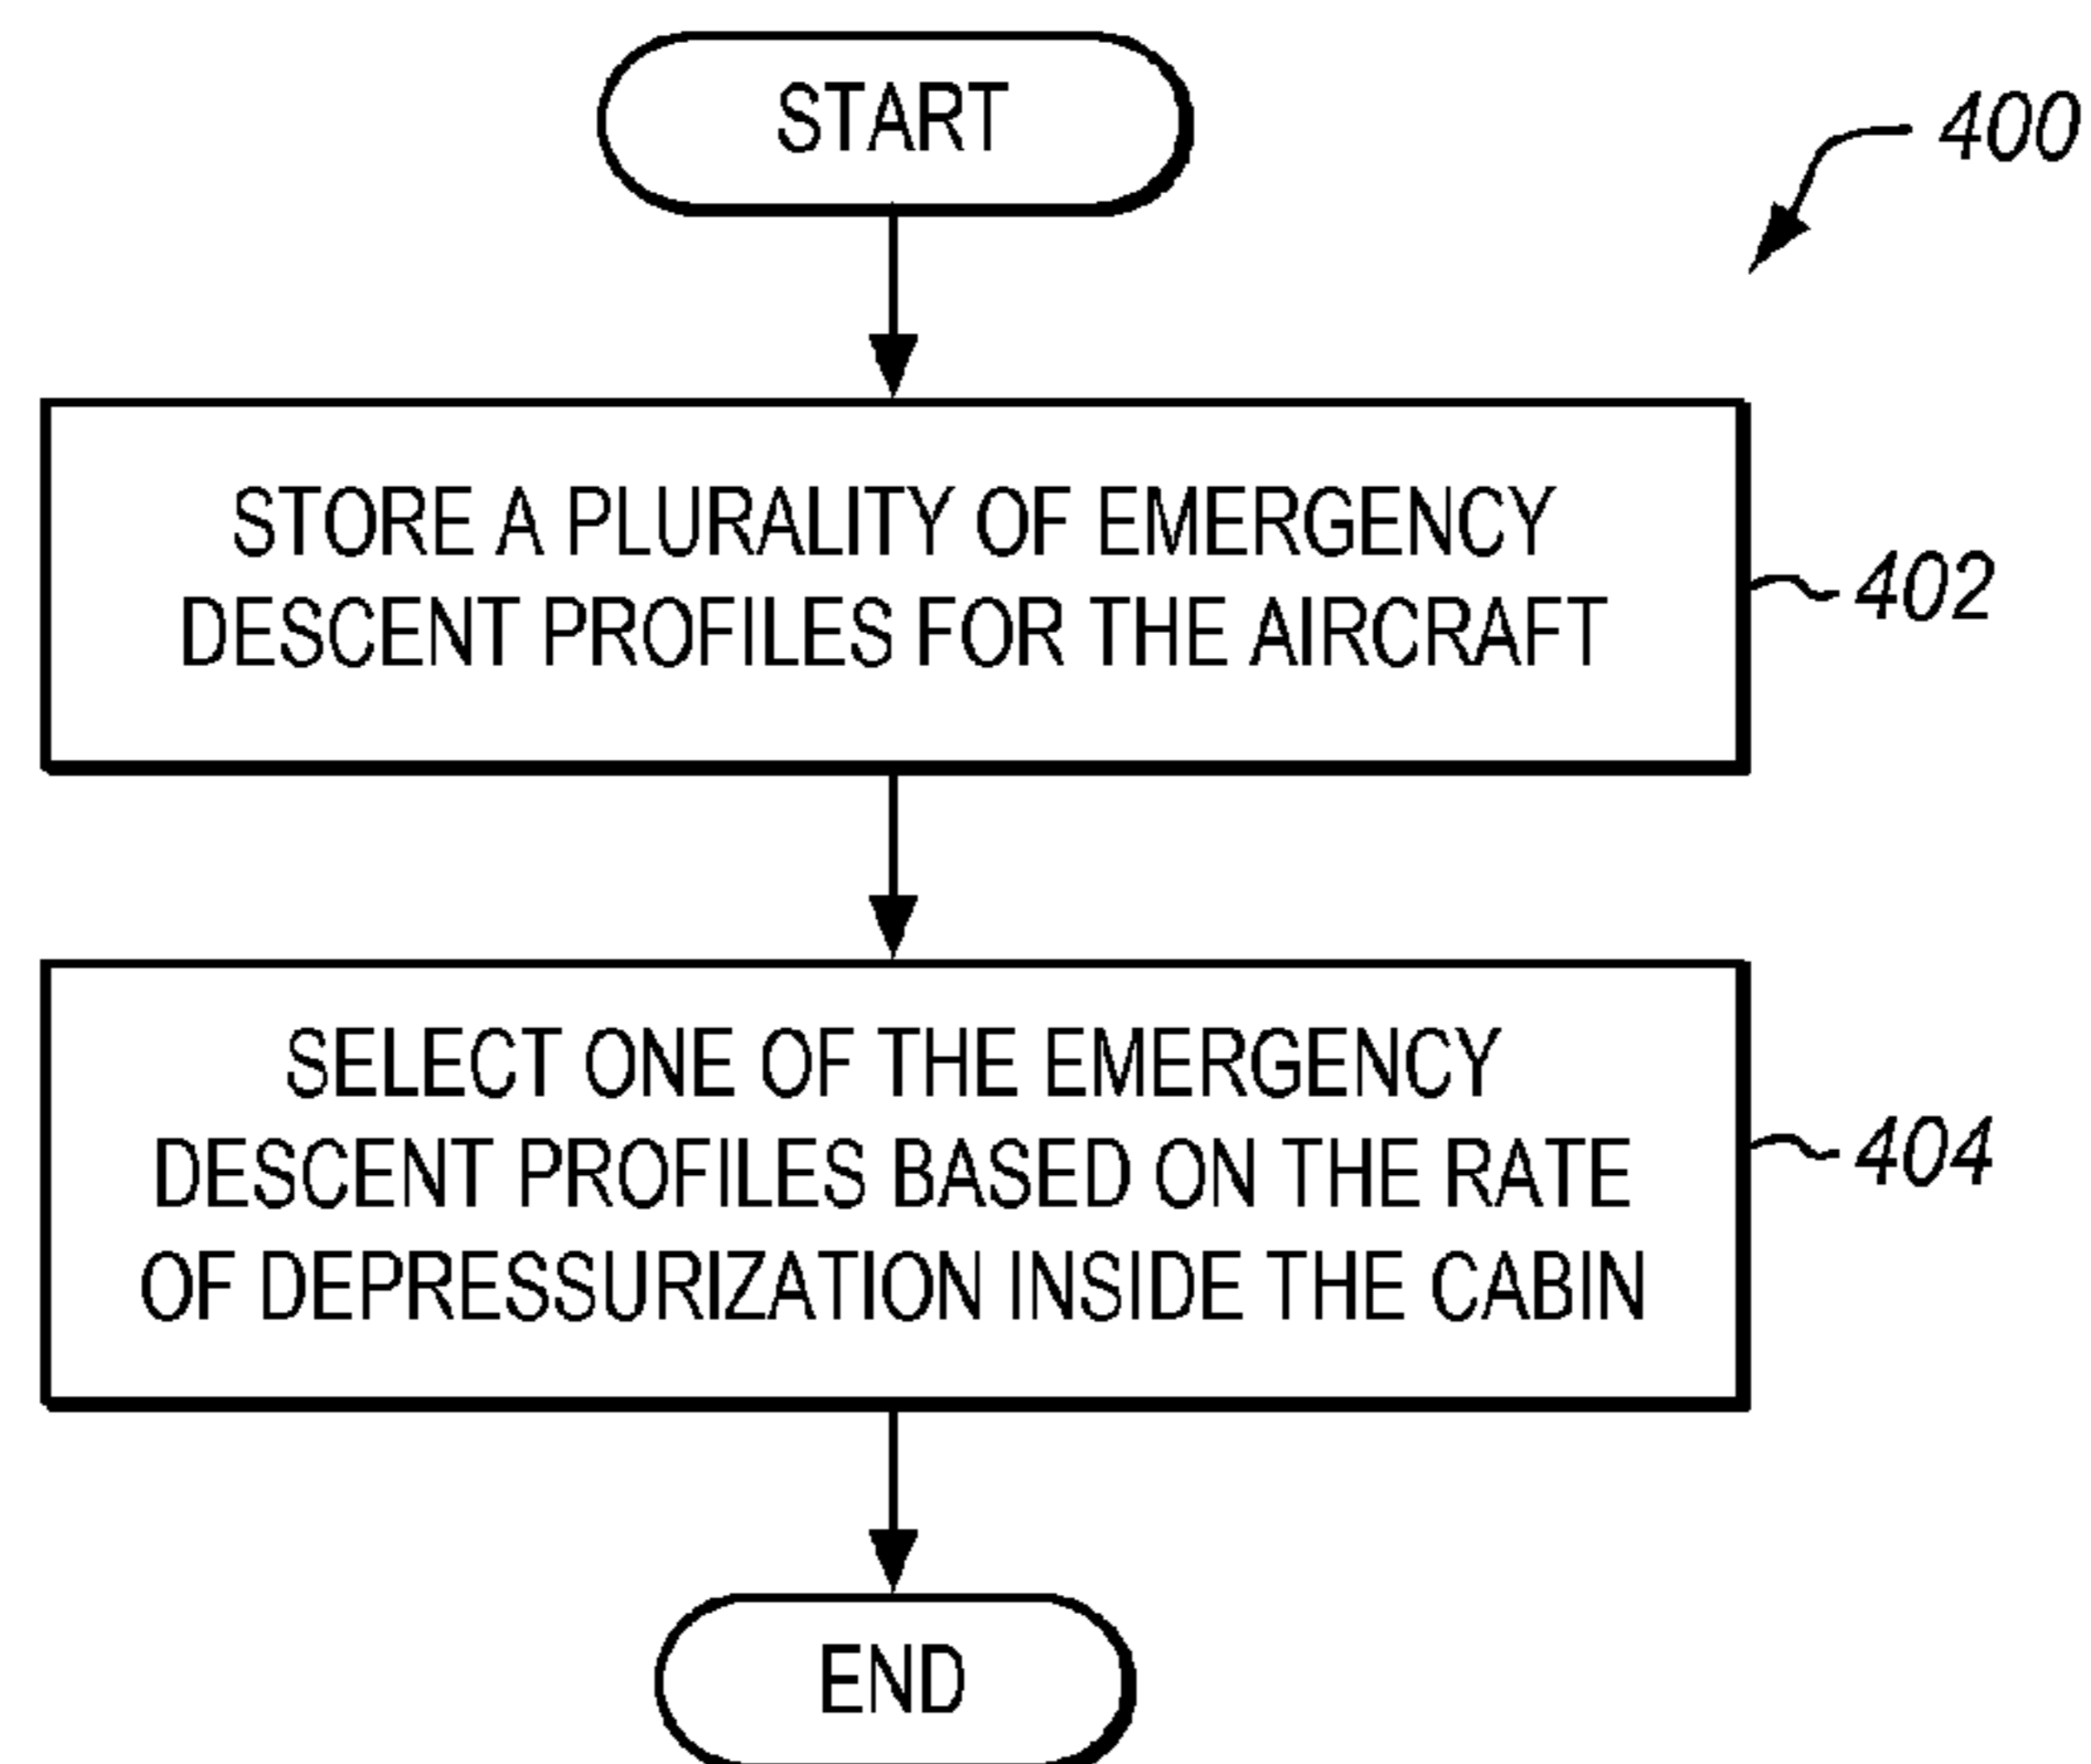 START
400
STORE A PLURALITY OF EMERGENCY
DESCENT PROFILES FOR THE AIRCRAFT
402
SELECT ONE OF THE EMERGENCY
DESCENT PROFILES BASED ON THE RATE
OF DEPRESSURIZATION INSIDE THE CABIN
404
END